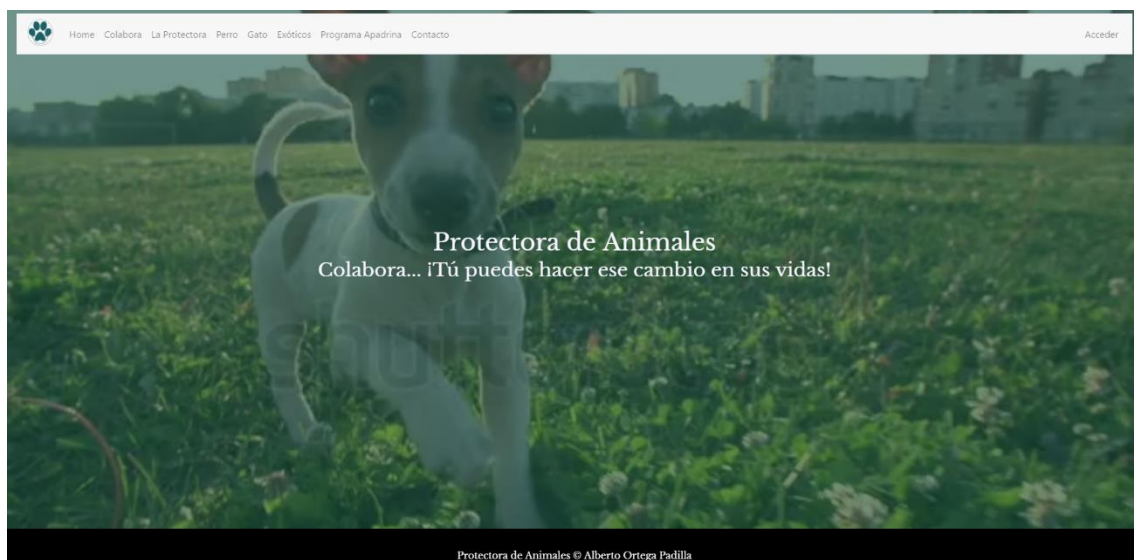 Home Colabora La Protectora Perro Gato Exóticos Programa Apadrina Contacto Acceder
Protectora de Animales
Colabora... ¡Tú puedes hacer ese cambio en sus vidas!
Protectora de Animales © Alberto Ortega Padilla